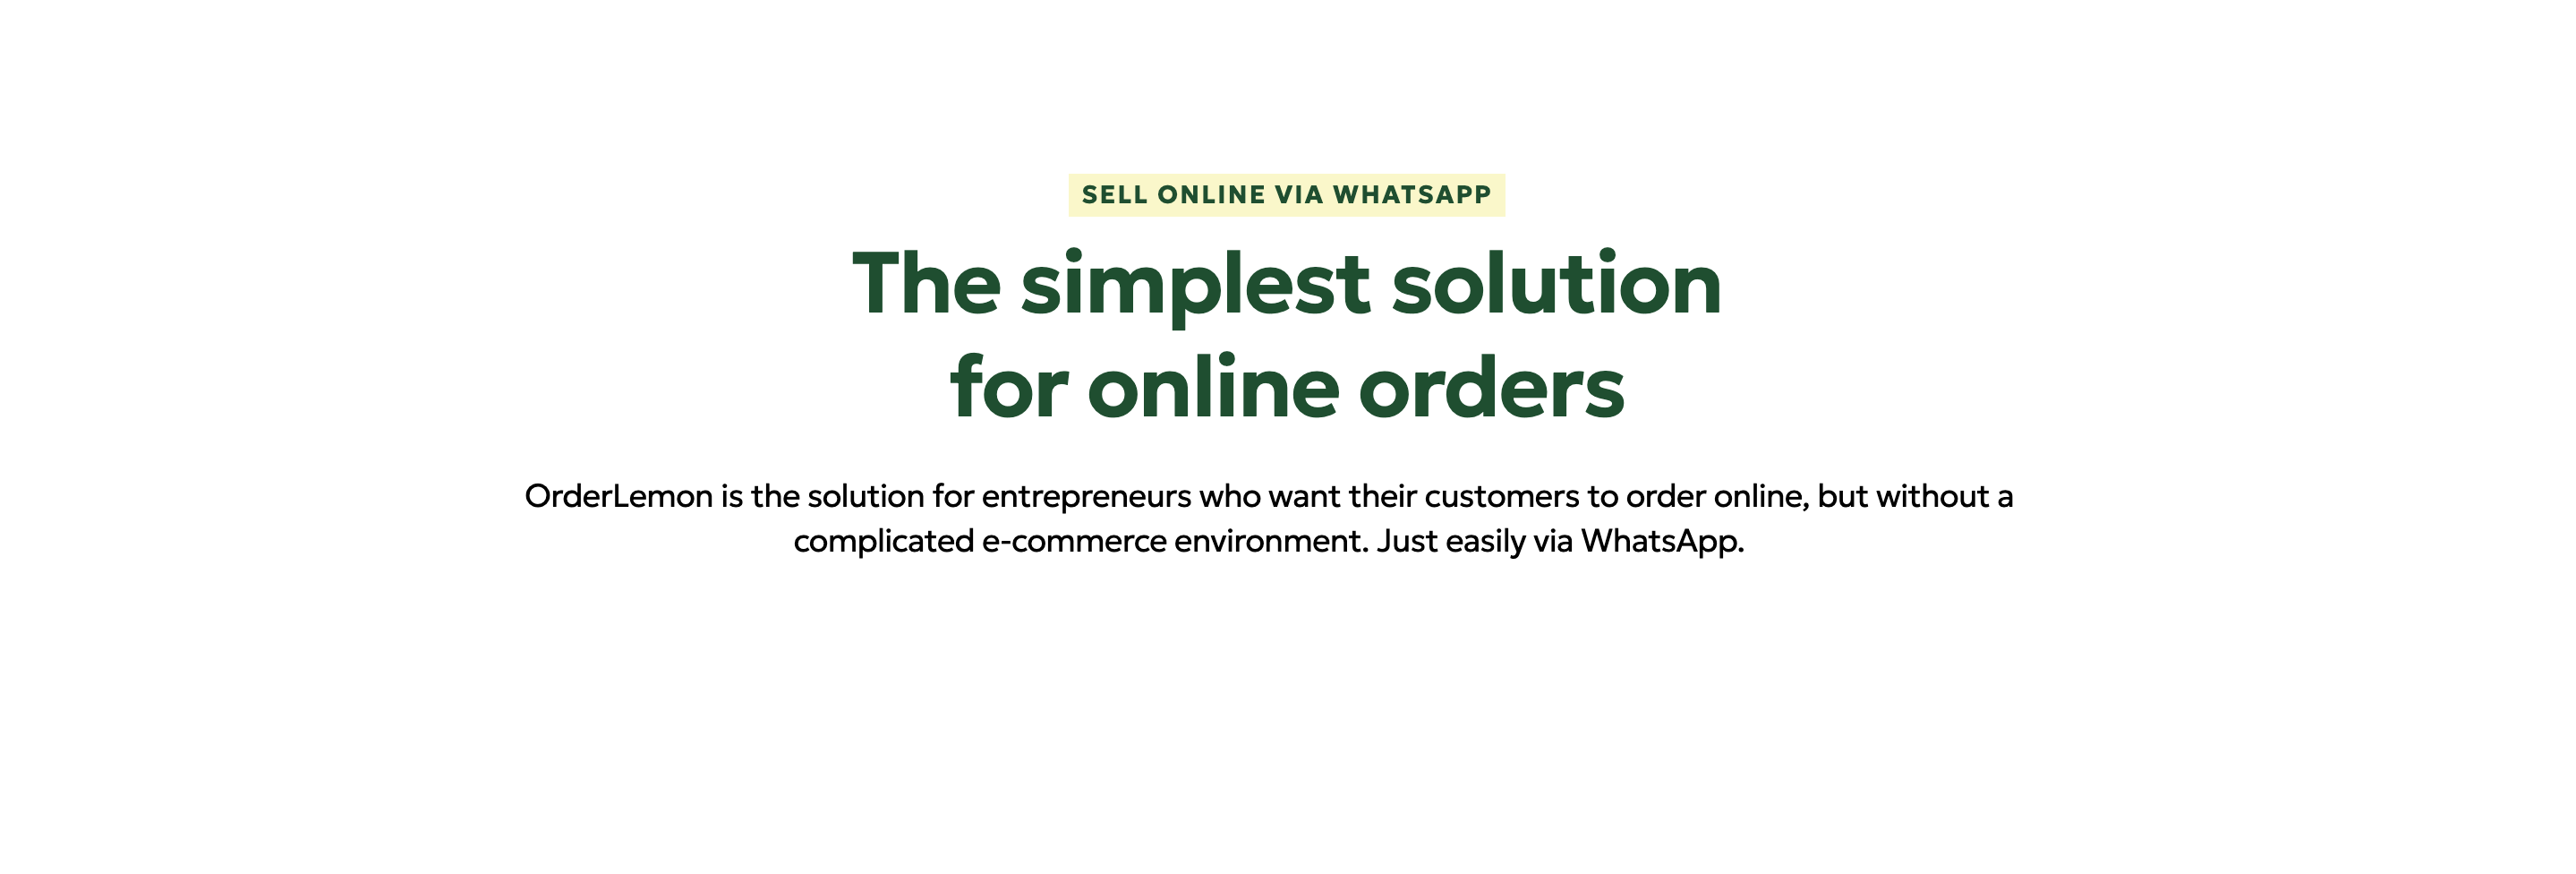 SELL ONLINE VIA WHATSAPP
The simplest solution
for online orders
OrderLemon is the solution for entrepreneurs who want their customers to order online, but without a
complicated e-commerce environment. Just easily via WhatsApp.